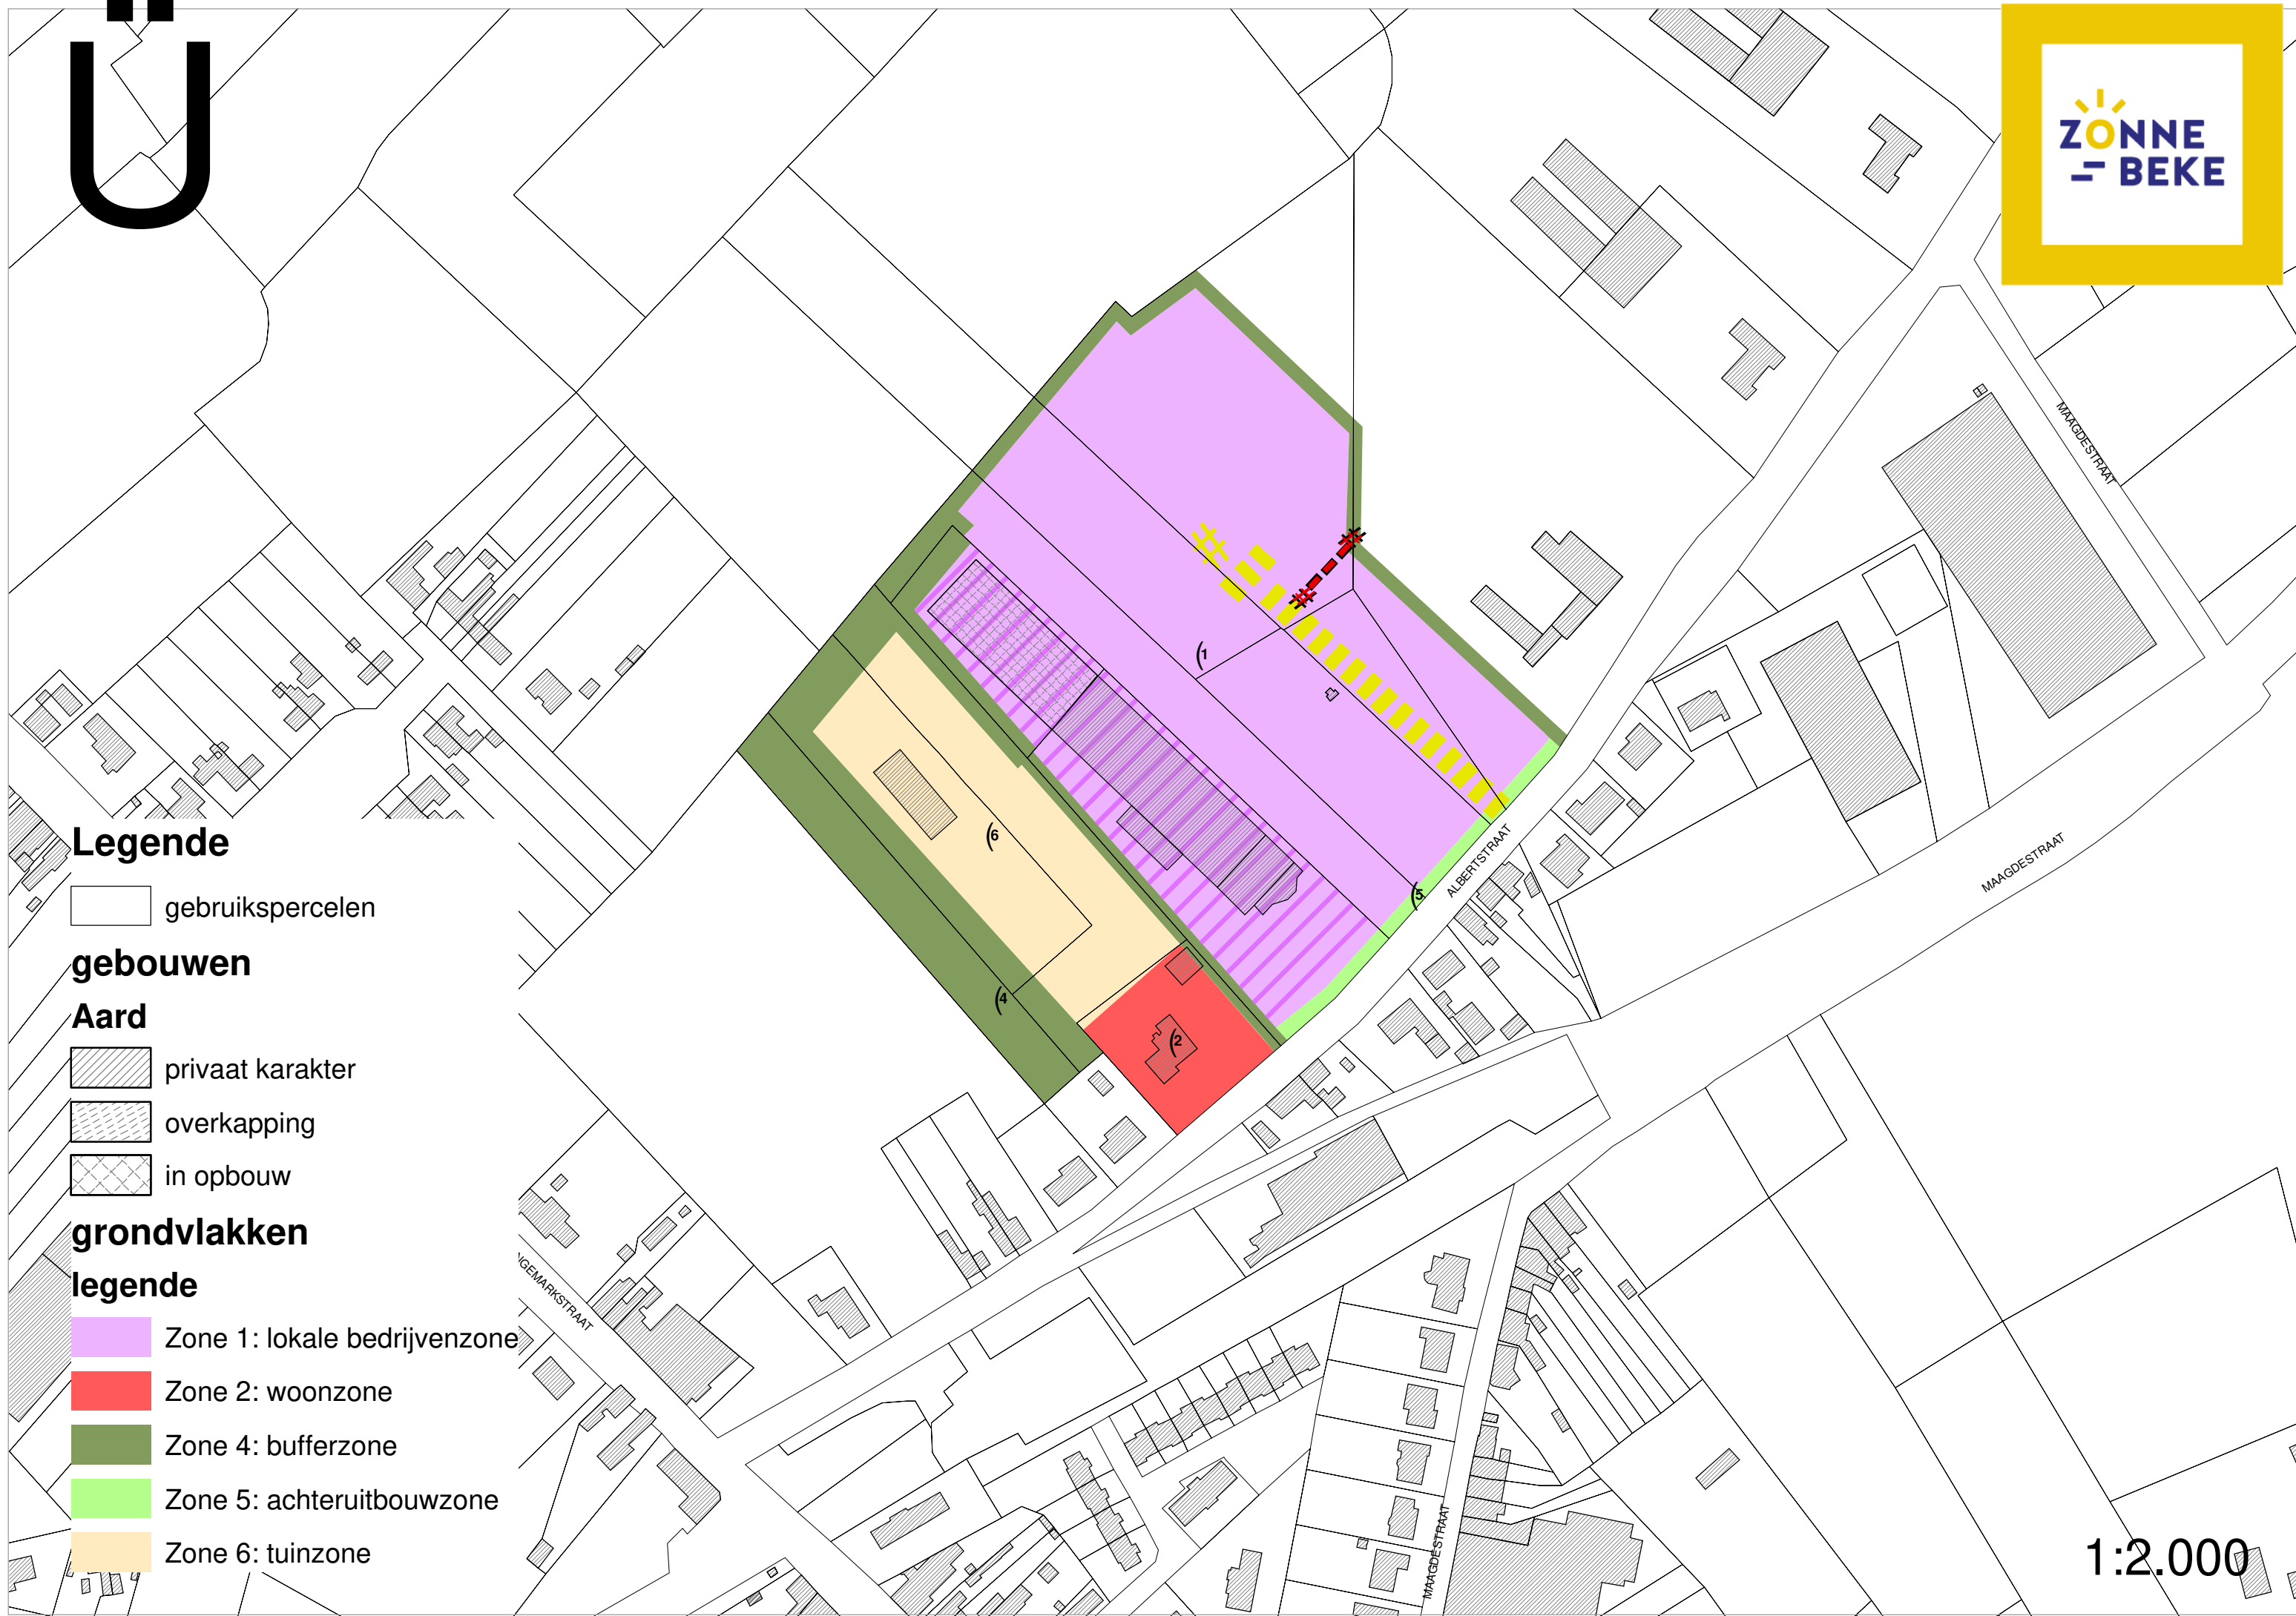 Ü
ZONNE
BEKE
MAAGDESTRAAT
(1
(6
(5
ALBERTSTRAAT
MAAGDESTRAAT
(4
(2
Legende
gebruikspercelen
gebouwen
Aard
privaat karakter
overkapping
in opbouw
grondvlakken
legende
NGEMARKSTRAAT
Zone 1: lokale bedrijvenzone
Zone 2: woonzone
Zone 4: bufferzone
Zone 5: achteruitbouwzone
Zone 6: tuinzone
MAAGDESTRAAT
1:2.000